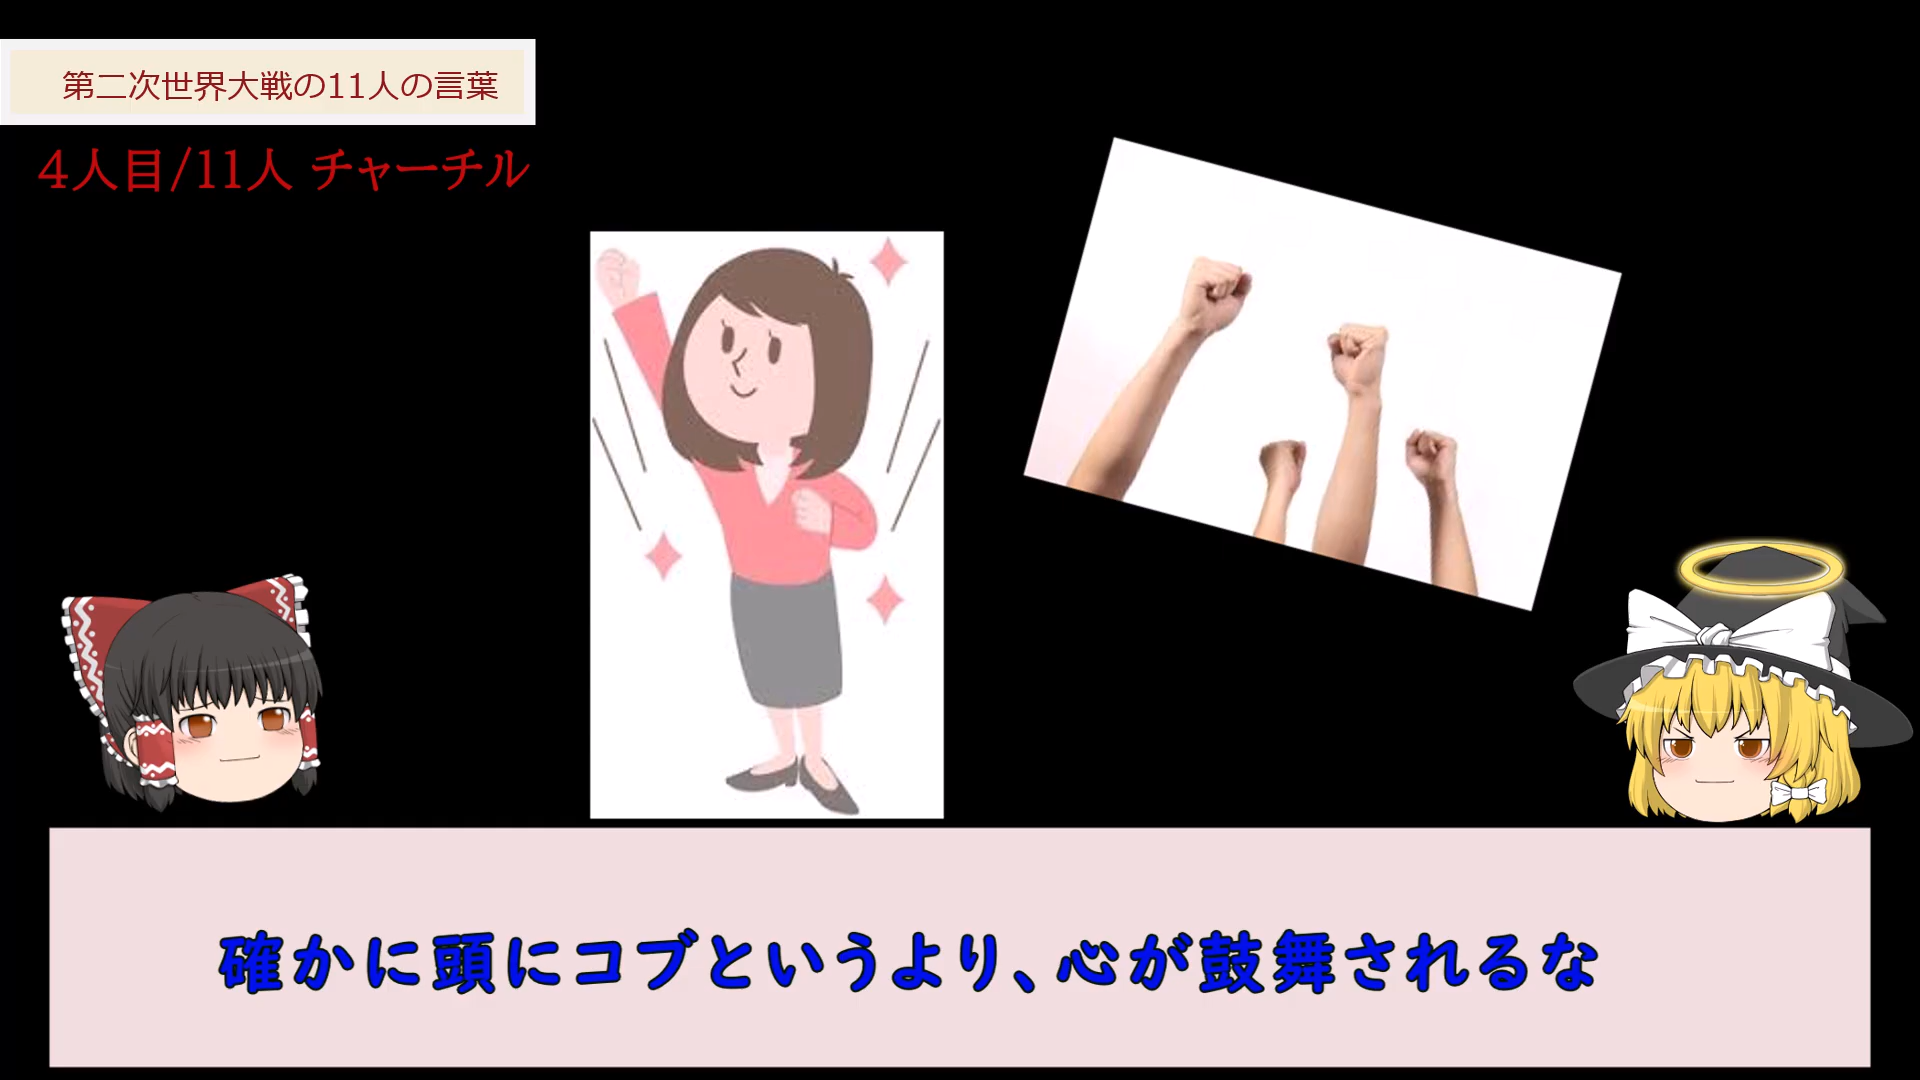 第二次世界大戦の11人の言葉
４人目/11人 チャーチル
確かに頭にコブというより、心が鼓舞されるな